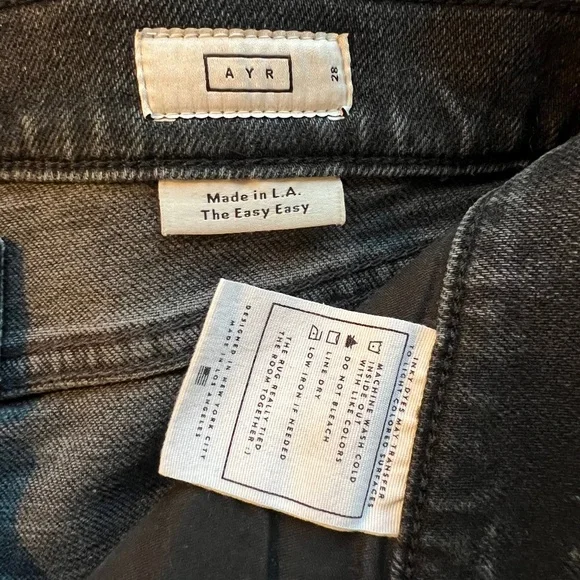 AYR
28
Made in L.A.
The Easy Easy
INKY DYES MAY TRANSFER
TO LIGHT COLORED SURFACES
MACHINE WASH COLD
INSIDE OUT
WITH LIKE COLORS
DO NOT BLEACH
LINE DRY
LOW IRON IF NEEDED
THE RUG REALLY TIED
THE ROOM TOGETHER :)
DESIGNED IN NEW YORK CITY
MADE IN LOS ANGELES